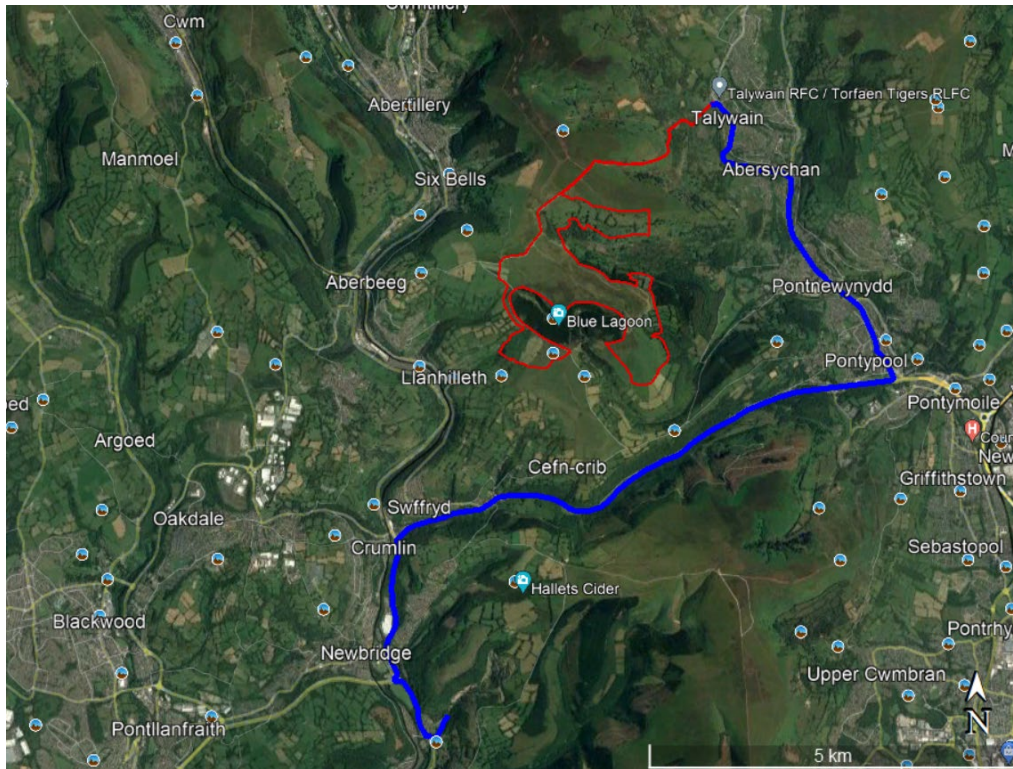 Cwmtillery
Cwm
Talywain RFC / Torfaen Tigers RLFC
Abertillery
Talywain
Manmoel
Abersychan
Six Bells
Aberbeeg
Pontnewynydd
Blue Lagoon
Pontypool
Llanhilleth
Pontymoile
Argoed
Cefn-crib
Griffithstown
Swffryd
Oakdale
Crumlin
Sebastopol
Hallets Cider
Blackwood
Newbridge
Upper Cwmbran
Pontllanfraith
N
5 km